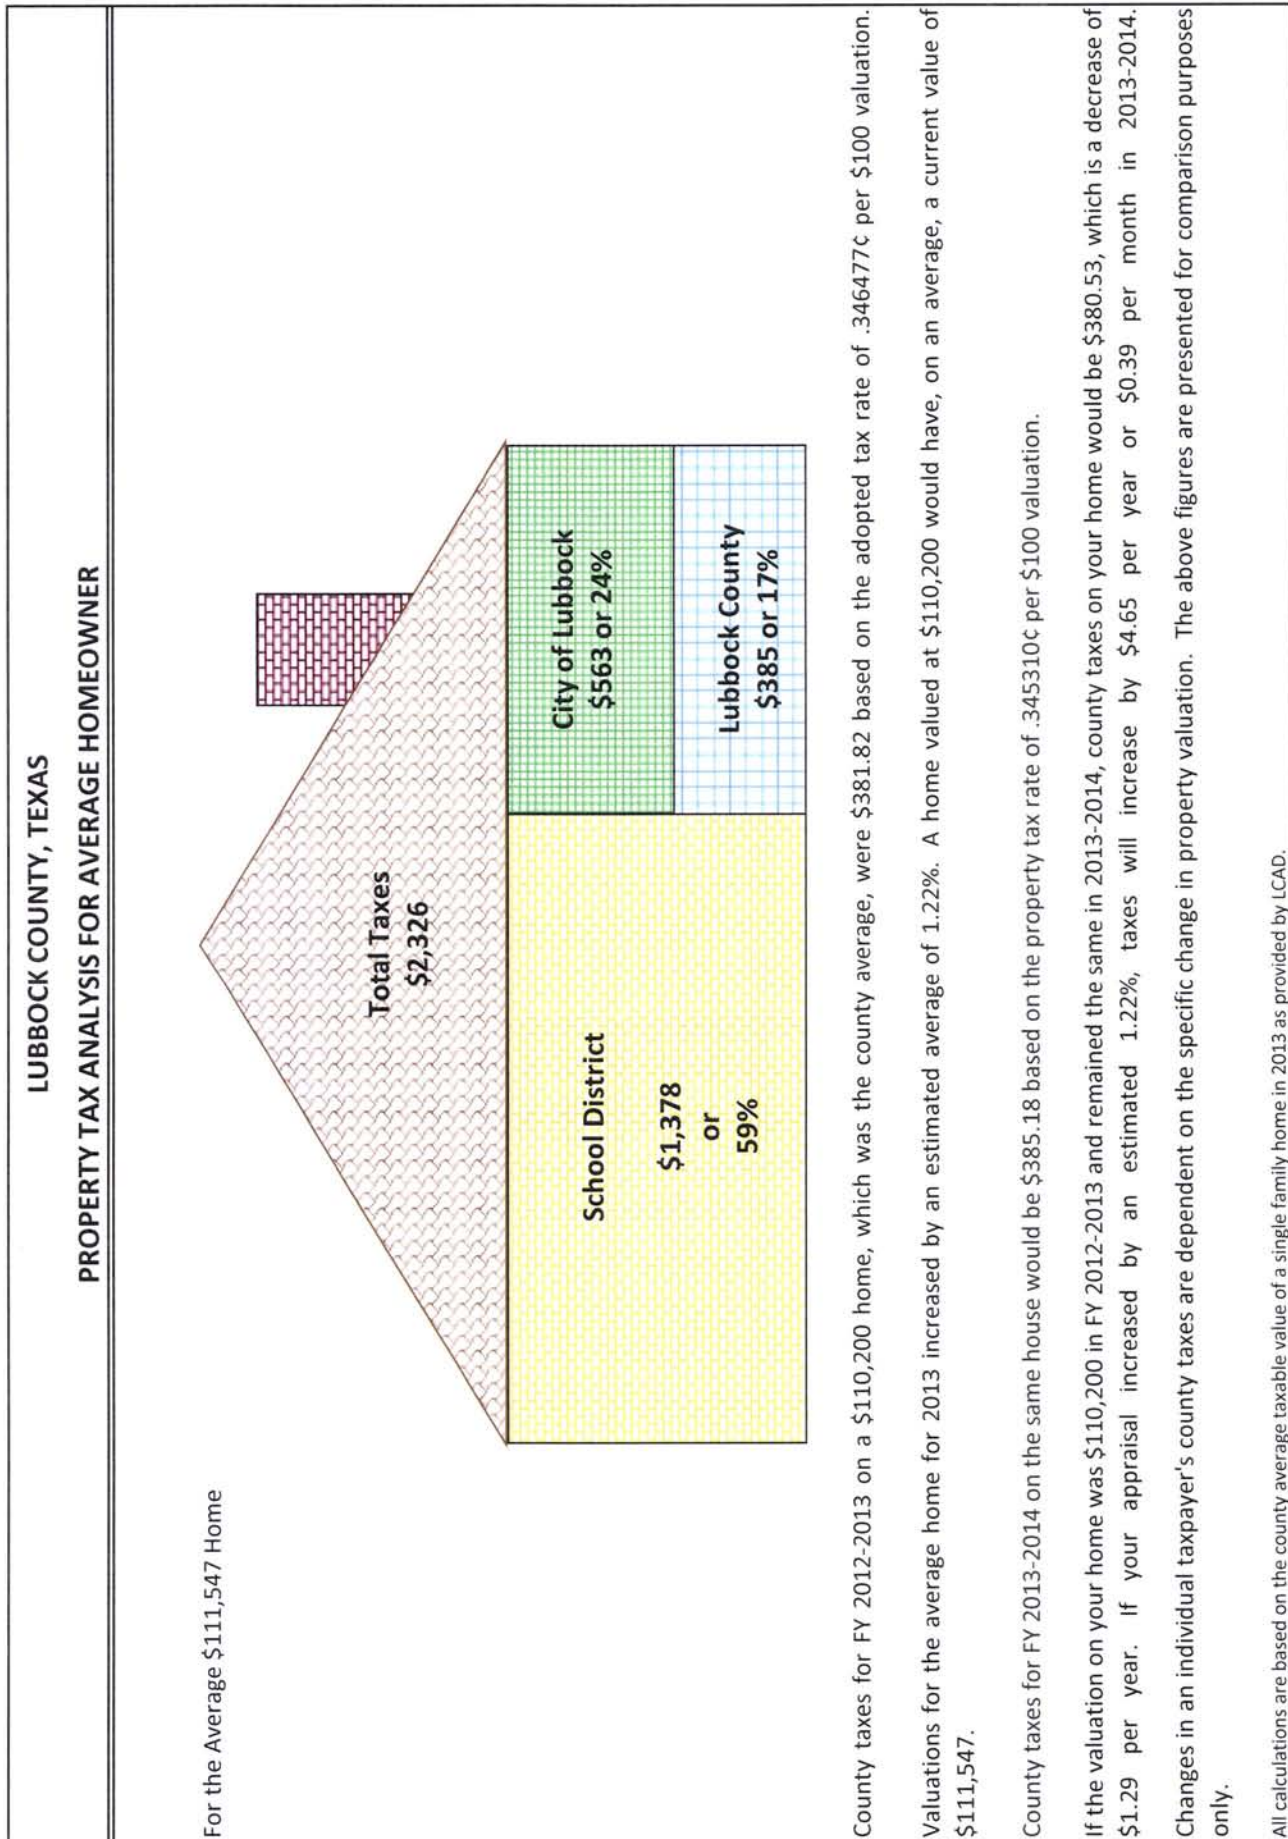 LUBBOCK COUNTY, TEXAS
PROPERTY TAX ANALYSIS FOR AVERAGE HOMEOWNER
For the Average $111,547 Home
Total Taxes
$2,326
School District
$1,378
or
59%
City of Lubbock
$563 or 24%
Lubbock County
$385 or 17%
County taxes for FY 2012-2013 on a $110,200 home, which was the county average, were $381.82 based on the adopted tax rate of .346477¢ per $100 valuation.
Valuations for the average home for 2013 increased by an estimated average of 1.22%. A home valued at $110,200 would have, on an average, a current value of
$111,547.
County taxes for FY 2013-2014 on the same house would be $385.18 based on the property tax rate of .345310¢ per $100 valuation.
If the valuation on your home was $110,200 in FY 2012-2013 and remained the same in 2013-2014, county taxes on your home would be $380.53, which is a decrease of
$1.29 per year. If your appraisal increased by an estimated 1.22%, taxes will increase by $4.65 per year or $0.39 per month in 2013-2014.
Changes in an individual taxpayer's county taxes are dependent on the specific change in property valuation. The above figures are presented for comparison purposes
only.
All calculations are based on the county average taxable value of a single family home in 2013 as provided by LCAD.